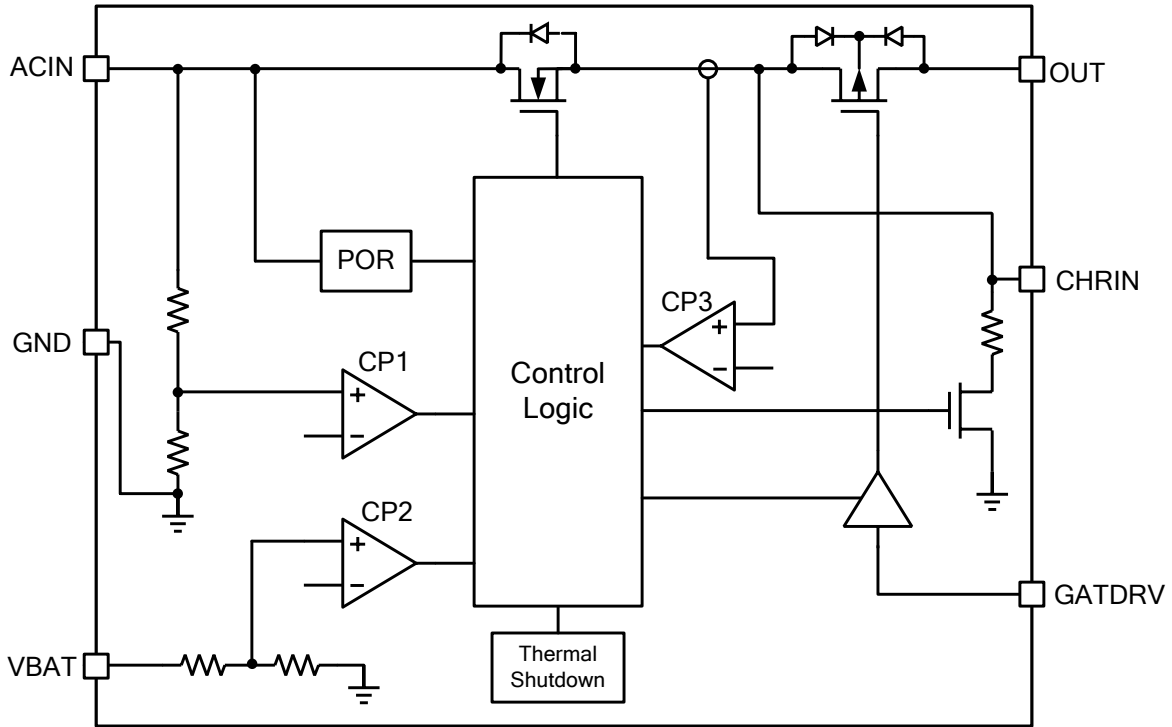 ACIN
OUT
POR
CHRIN
CP3
+
−
GND
CP1
+
−
Control
Logic
CP2
+
−
GATDRV
VBAT
Thermal
Shutdown